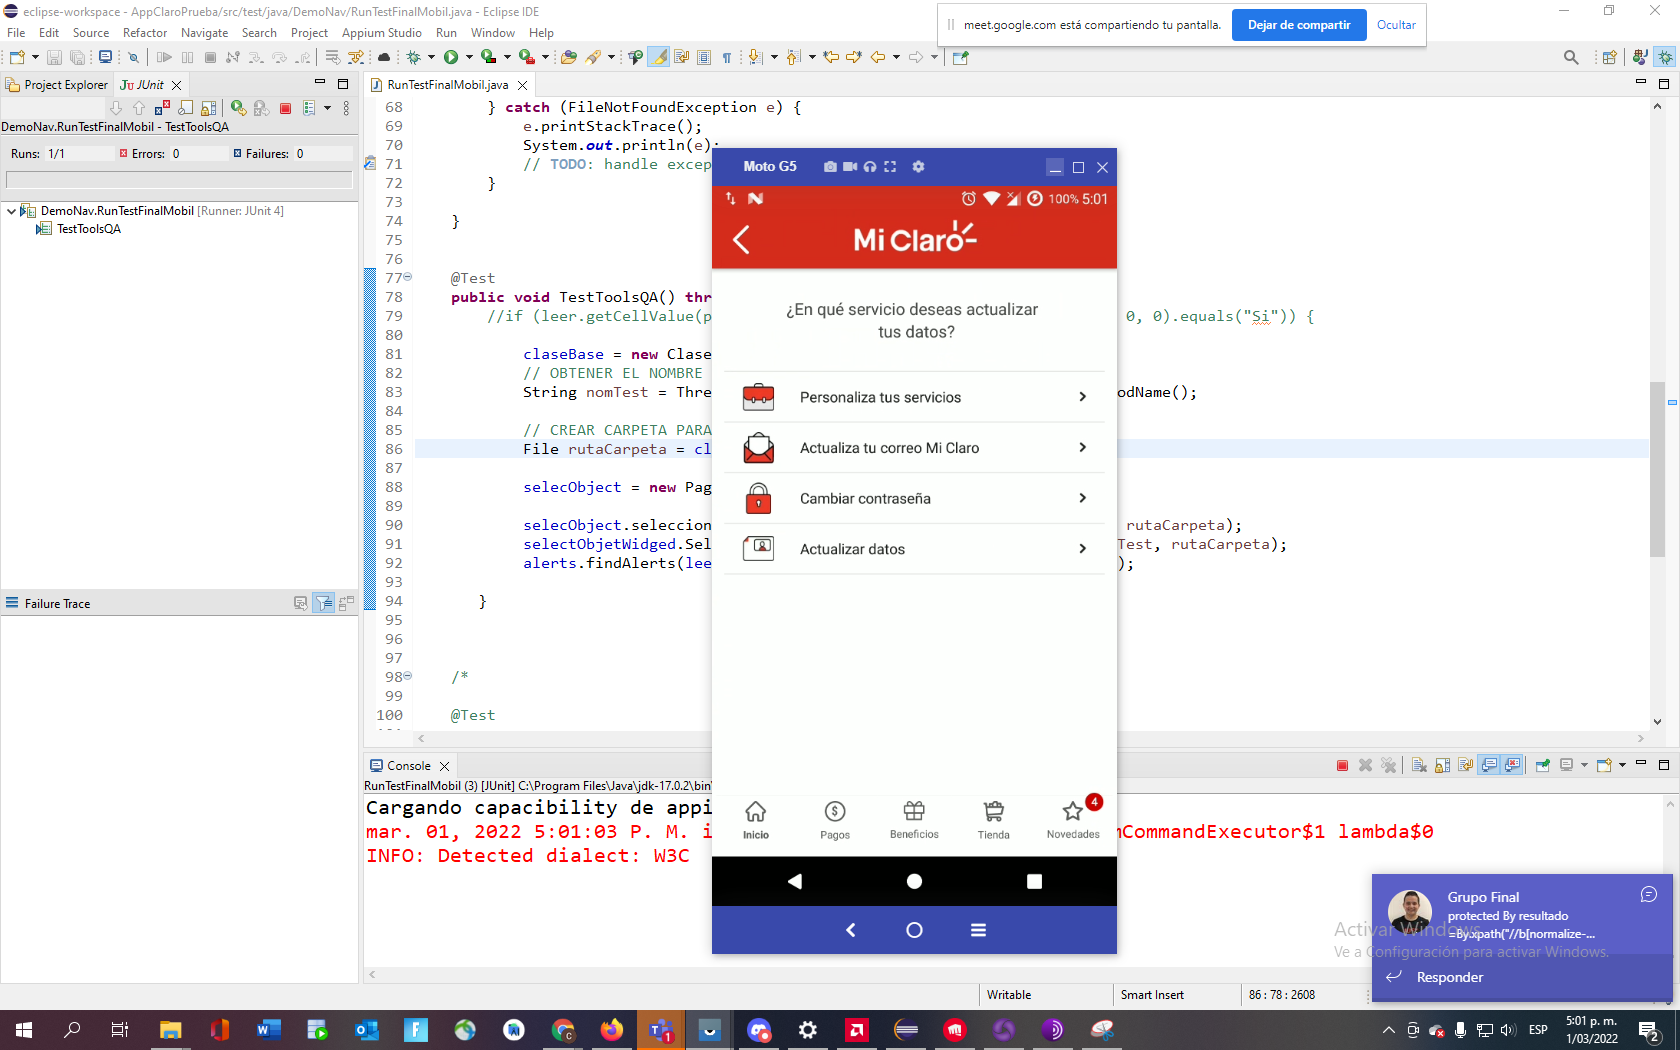 eclipse-workspace - AppClaroPrueba/src/test/java/DemoNav/RunTestFinalMobil.java - Eclipse IDE
meet.google.com está compartiendo tu pantalla.
Dejar de compartir
Ocultar
File Edit Source Refactor Navigate Search Project Appium Studio Run Window Help
Project Explorer
JUnit
RunTestFinalMobil.java
DemoNav.RunTestFinalMobil - TestToolsQA
Runs: 1/1
Errors: 0
Failures: 0
DemoNav.RunTestFinalMobil [Runner: JUnit 4]
TestToolsQA
Failure Trace
68 } catch (FileNotFoundException e) {
69 e.printStackTrace();
70 System.out.println(e);
71 // TODO: handle excep
72 }
73
74 }
75
76
77 @Test
78 public void TestToolsQA() thr
79 //if (leer.getCellValue(p 0, 0).equals("Si")) {
80
81 claseBase = new Clase
82 // OBTENER EL NOMBRE
83 String nomTest = Thre odName();
84
85 // CREAR CARPETA PARA
86 File rutaCarpeta = cl
87
88 selecObject = new Pag
89
90 selecObject.seleccion rutaCarpeta);
91 selectObjetWidged.Sel Test, rutaCarpeta);
92 alerts.findAlerts(lee );
93
94 }
95
96
97
98 /*
99
100 @Test
Moto G5
100% 5:01
Mi Claro
¿En qué servicio deseas actualizar
tus datos?
Personaliza tus servicios
Actualiza tu correo Mi Claro
Cambiar contraseña
Actualizar datos
Inicio
Pagos
Beneficios
Tienda
4
Novedades
Console
RunTestFinalMobil (3) [JUnit] C:\Program Files\Java\jdk-17.0.2\bin\
Cargando capacibility de appi
mar. 01, 2022 5:01:03 P. M. i mCommandExecutor$1 lambda$0
INFO: Detected dialect: W3C
Grupo Final
protected By resultado
=By.xpath("//b[normalize-...
Responder
Activar Windows
Ve a Configuración para activar Windows.
Writable
Smart Insert
86 : 78 : 2608
1
ESP
5:01 p. m.
1/03/2022
2